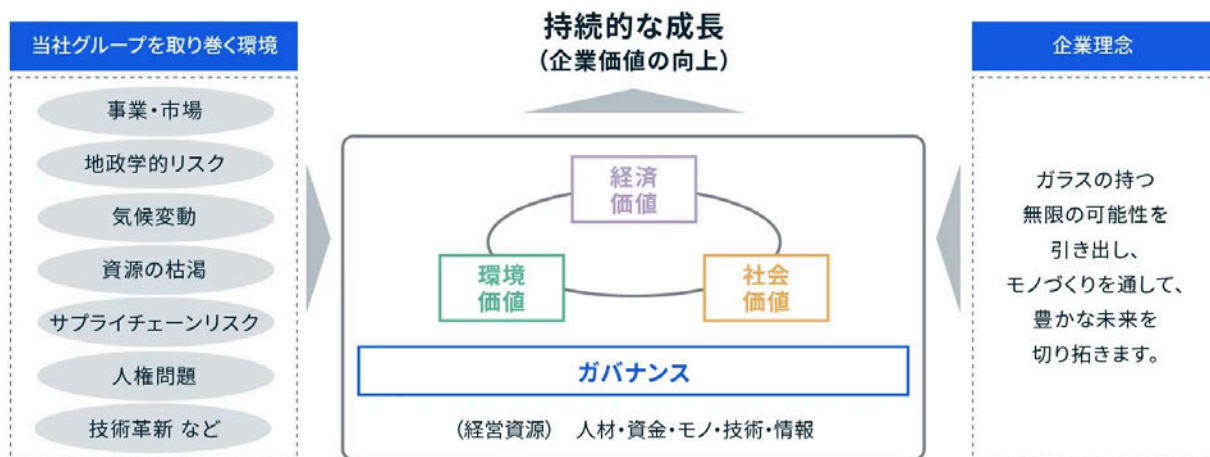 持続的な成長
(企業価値の向上)
当社グループを取り巻く環境
事業・市場
地政学的リスク
気候変動
資源の枯渇
サプライチェーンリスク
人権問題
技術革新 など
経済
価値
環境
価値
社会
価値
ガバナンス
(経営資源) 人材・資金・モノ・技術・情報
企業理念
ガラスの持つ
無限の可能性を
引き出し、
モノづくりを通して、
豊かな未来を
切り拓きます。